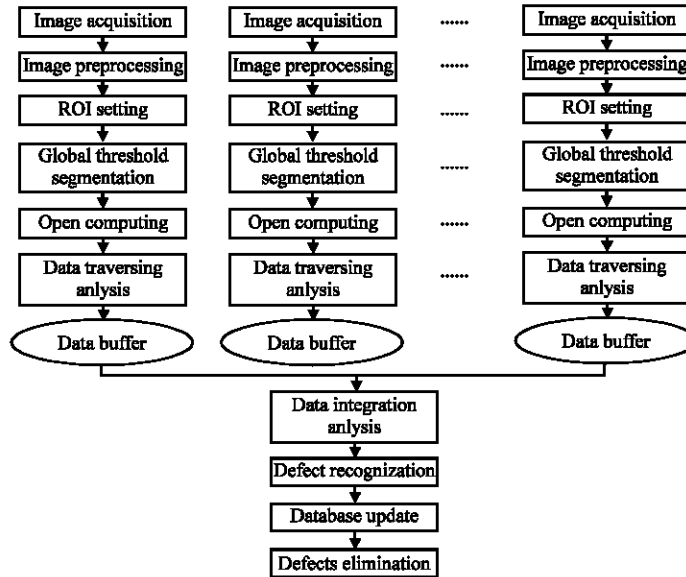 Image acquisition Image acquisition ...... Image acquisition
Image preprocessing Image preprocessing ...... Image preprocessing
ROI setting ROI setting ...... ROI setting
Global threshold Global threshold ...... Global threshold
segmentation segmentation segmentation
Open computing Open computing ...... Open computing
Data traversing Data traversing ...... Data traversing
anlysis anlysis anlysis
Data buffer Data buffer Data buffer
Data integration
anlysis
Defect recognization
Database update
Defects elimination